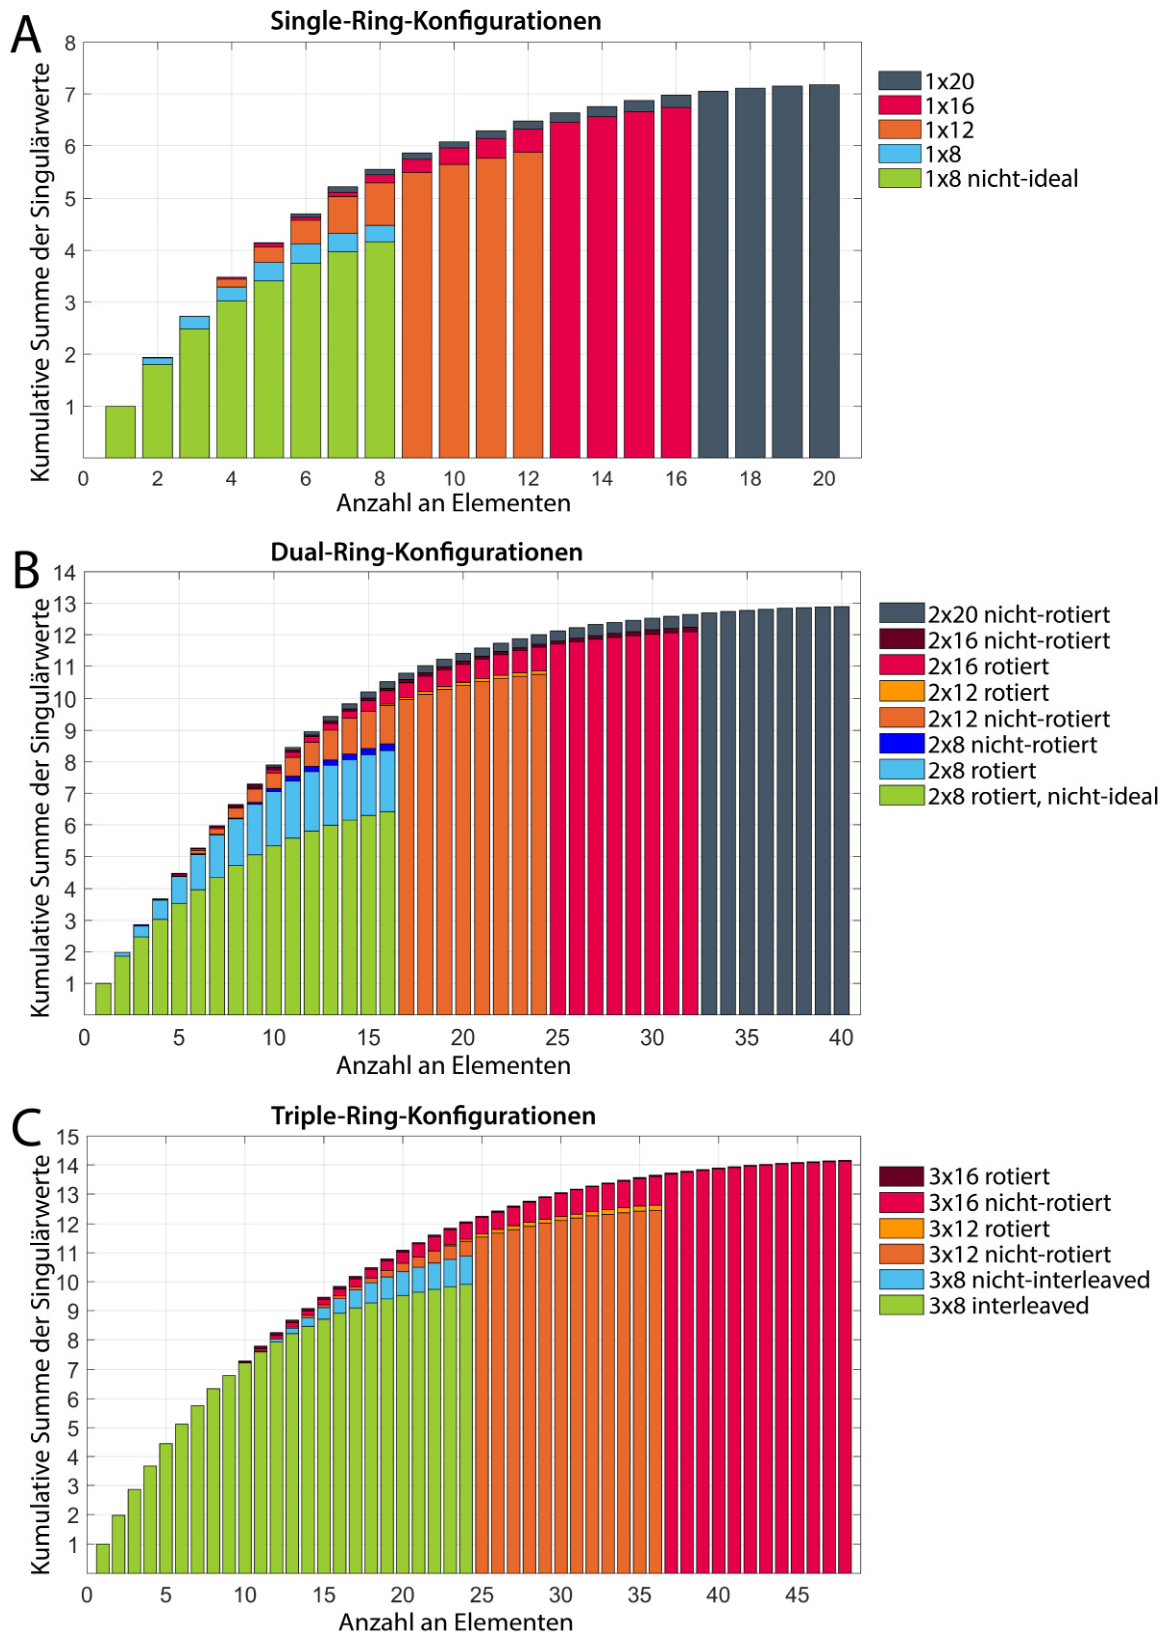 A
Single-Ring-Konfigurationen
Kumulative Summe der Singulärwerte
8
7
6
5
4
3
2
1
0 2 4 6 8 10 12 14 16 18 20
Anzahl an Elementen
1x20
1x16
1x12
1x8
1x8 nicht-ideal
B
Dual-Ring-Konfigurationen
Kumulative Summe der Singulärwerte
14
13
12
11
10
9
8
7
6
5
4
3
2
1
0 5 10 15 20 25 30 35 40
Anzahl an Elementen
2x20 nicht-rotiert
2x16 nicht-rotiert
2x16 rotiert
2x12 rotiert
2x12 nicht-rotiert
2x8 nicht-rotiert
2x8 rotiert
2x8 rotiert, nicht-ideal
C
Triple-Ring-Konfigurationen
Kumulative Summe der Singulärwerte
15
14
13
12
11
10
9
8
7
6
5
4
3
2
1
0 5 10 15 20 25 30 35 40 45
Anzahl an Elementen
3x16 rotiert
3x16 nicht-rotiert
3x12 rotiert
3x12 nicht-rotiert
3x8 nicht-interleaved
3x8 interleaved